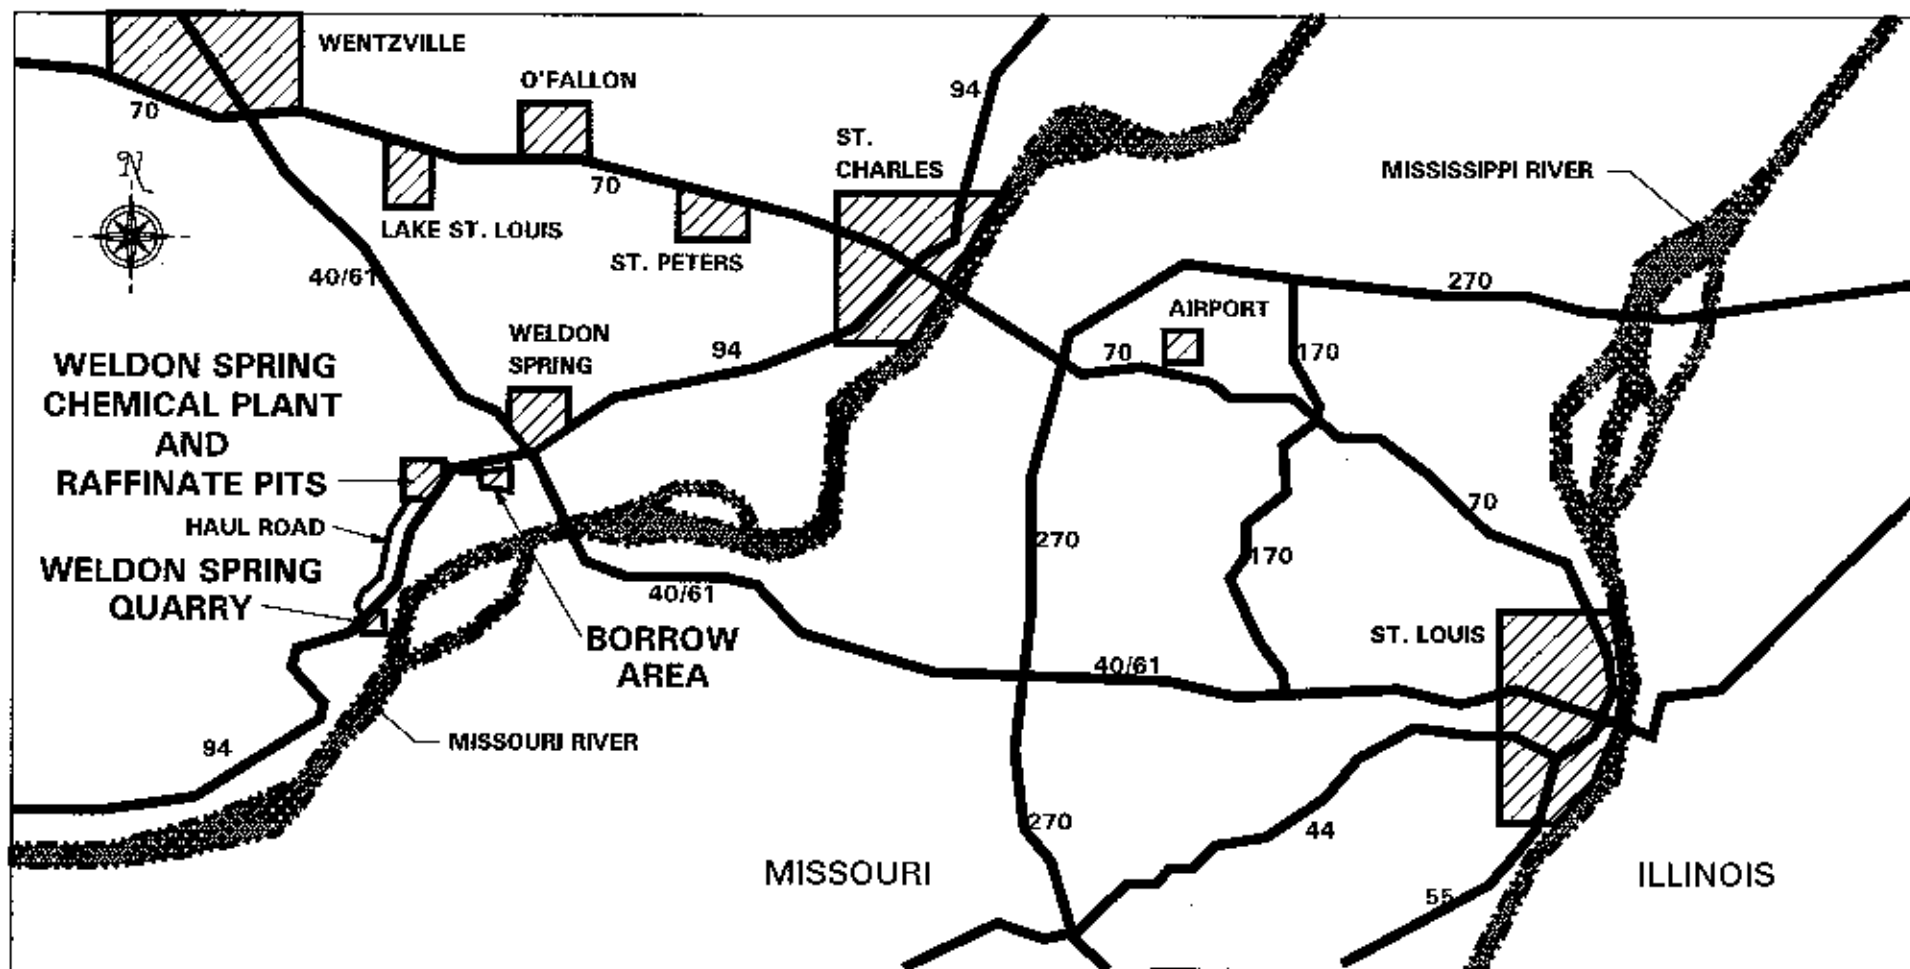 WENTZVILLE
O'FALLON
94
70
ST.
CHARLES
MISSISSIPPI RIVER
N
70
LAKE ST. LOUIS
ST. PETERS
40/61
270
AIRPORT
WELDON
SPRING
94
70
170
WELDON SPRING
CHEMICAL PLANT
AND
RAFFINATE PITS
HAUL ROAD
70
WELDON SPRING
QUARRY
270
170
40/61
BORROW
AREA
ST. LOUIS
40/61
94
MISSOURI RIVER
270
44
MISSOURI
ILLINOIS
55